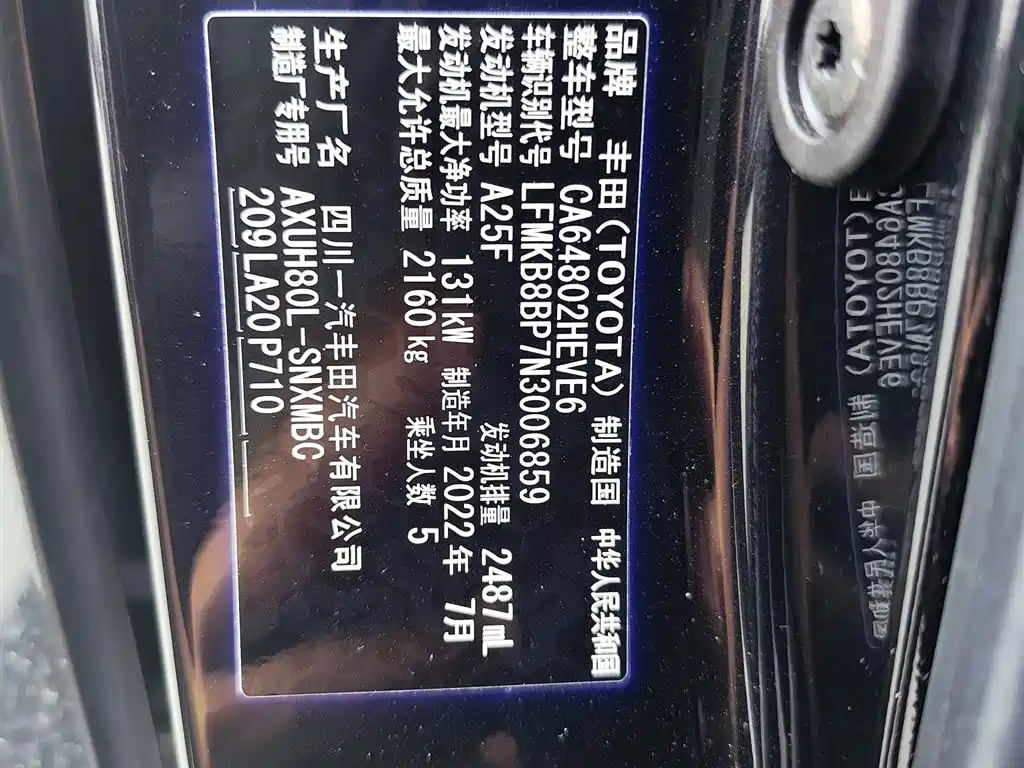 品牌 丰田(TOYOTA) 制造国 中华人民共和国
整车型号 CA64802HEVE6
车辆识别代号 LFMKB8BP7N3006859
发动机型号 A25F 发动机排量 2487mL
发动机最大净功率 131kW 制造年月 2022年 7月
最大允许总质量 2160kg 乘坐人数 5
生产厂名 四川一汽丰田汽车有限公司
制造厂专用号 AXUH80L-SNXMBC
209LA20P710